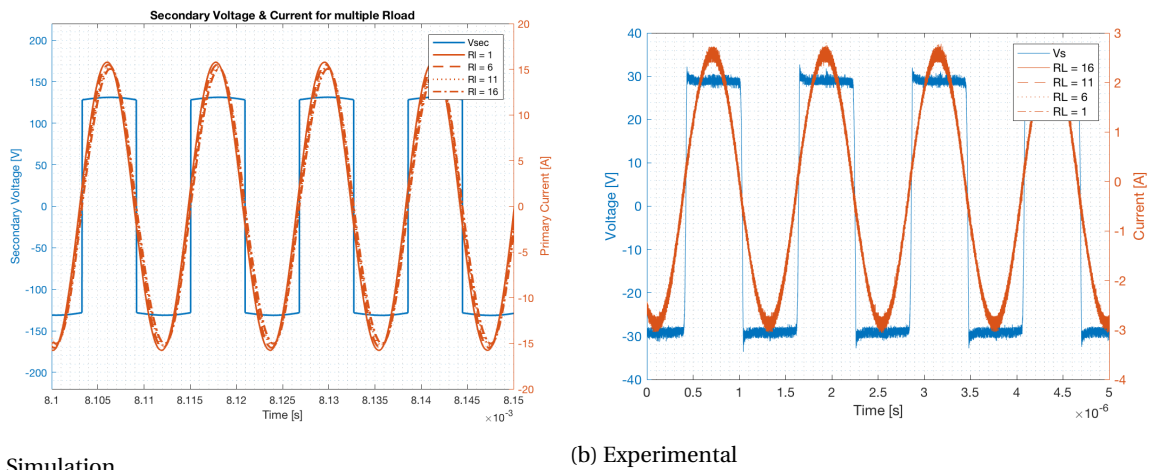 Secondary Voltage & Current for multiple Rload
Secondary Voltage [V]
200
150
100
50
0
-50
-100
-150
-200
Vsec
Rl = 1
Rl = 6
Rl = 11
Rl = 16
20
15
10
5
0
-5
-10
-15
-20
Primary Current [A]
8.1 8.105 8.11 8.115 8.12 8.125 8.13 8.135 8.14 8.145 8.15
Time [s]
×10-3
Simulation
Voltage [V]
40
30
20
10
0
-10
-20
-30
-40
Vs
RL = 16
RL = 11
RL = 6
RL = 1
3
2
1
0
-1
-2
-3
-4
Current [A]
0 0.5 1 1.5 2 2.5 3 3.5 4 4.5 5
Time [s]
×10-6
(b) Experimental